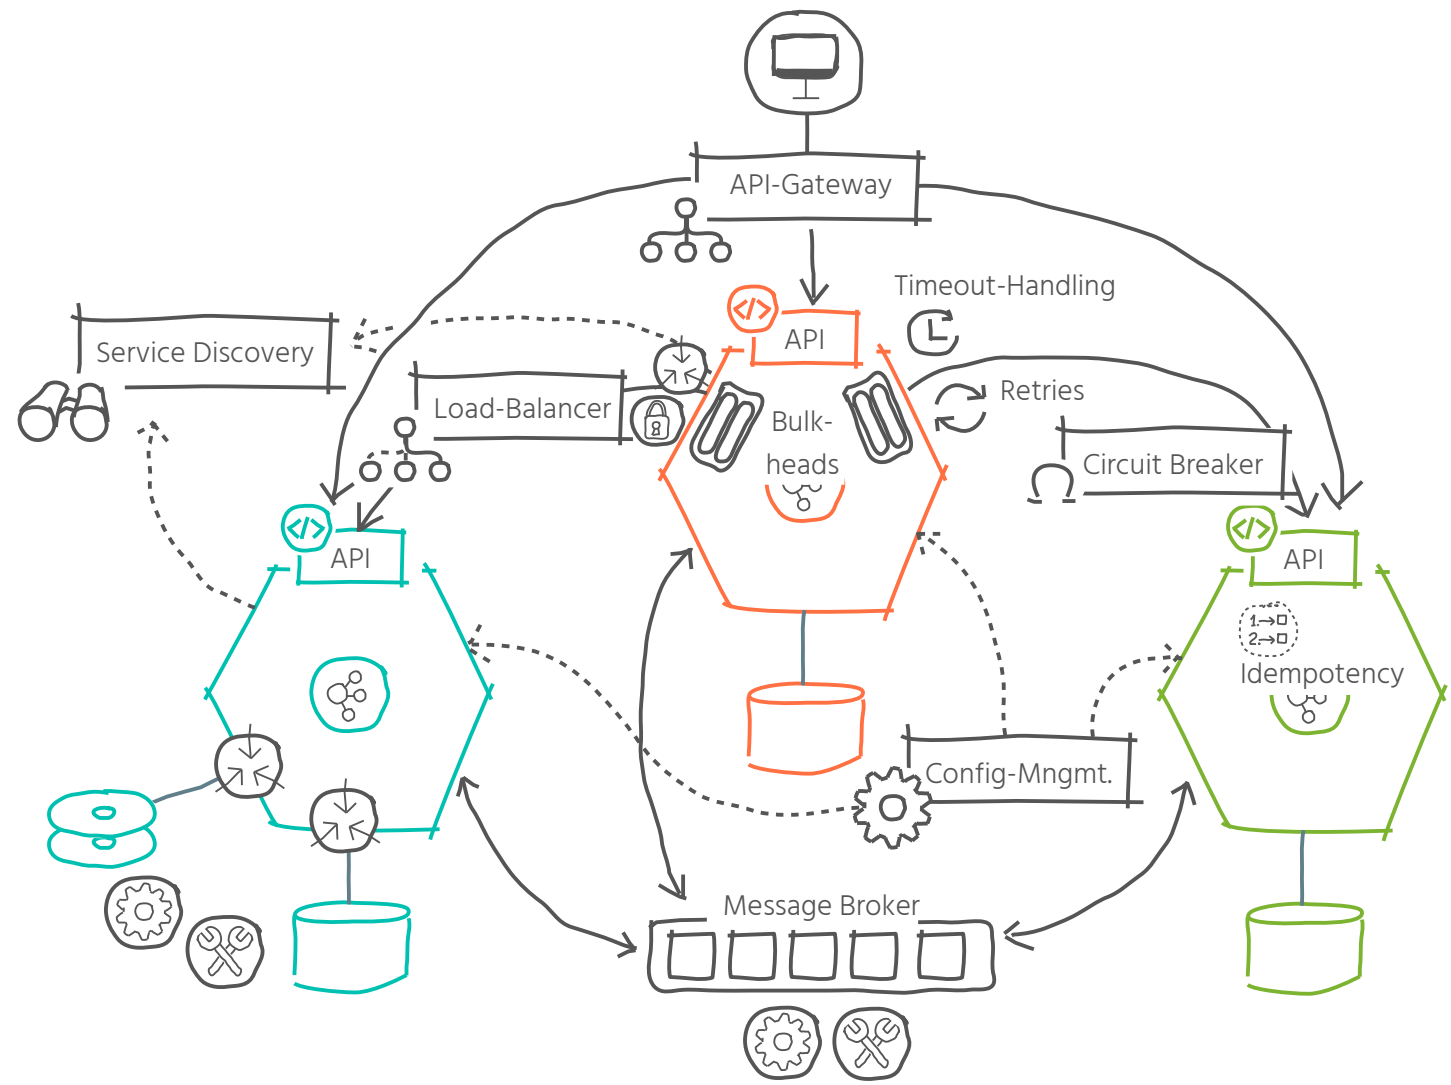 API-Gateway
Timeout-Handling
</>
API
Service Discovery
Load-Balancer
Retries
Bulk-
heads
Circuit Breaker
</>
API
</>
API
1.→
2.→
Idempotency
Config-Mngmt.
Message Broker